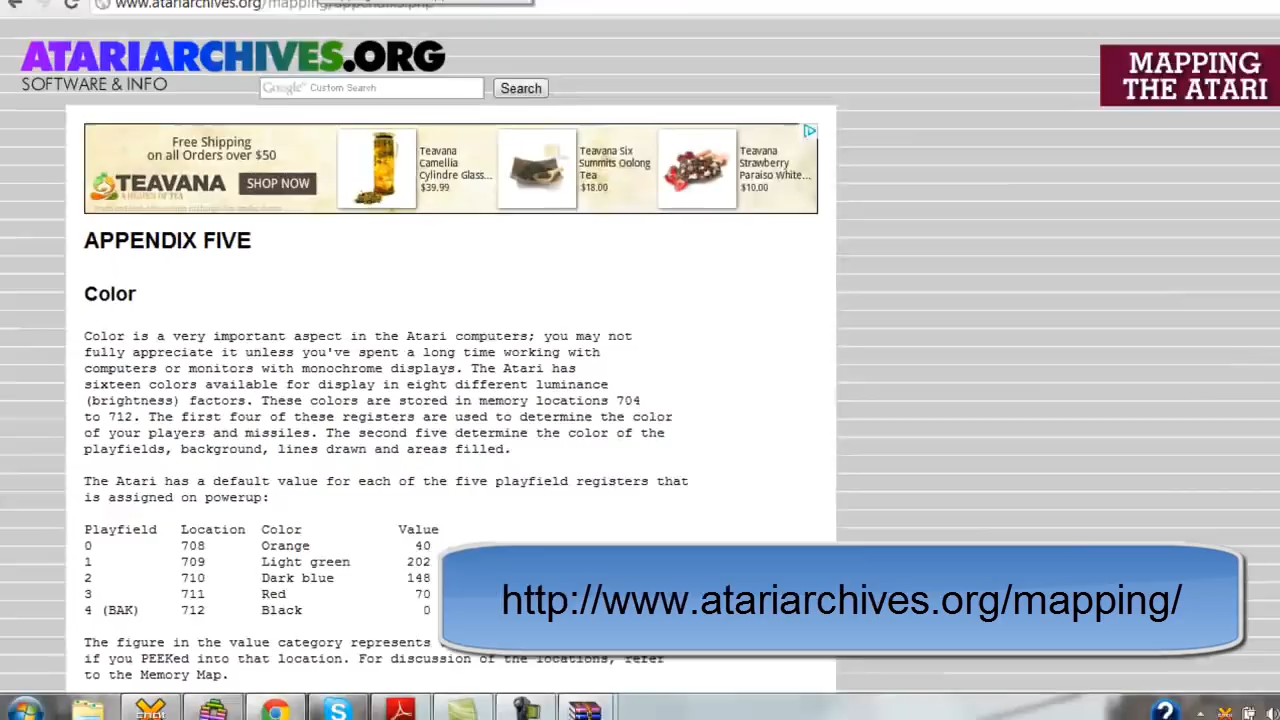 www.atariarchives.org/mapping/appendix5.php
ATARIARCHIVES.ORG
SOFTWARE & INFO
Google Custom Search
Search
MAPPING
THE ATARI
Free Shipping
on all Orders over $50
TEAVANA
A HEAVEN OF TEA
SHOP NOW
Teavana
Camellia
Cylindre Glass...
$39.99
Teavana Six
Summits Oolong
Tea
$18.00
Teavana
Strawberry
Paraiso White...
$10.00
APPENDIX FIVE
Color
Color is a very important aspect in the Atari computers; you may not
fully appreciate it unless you've spent a long time working with
computers or monitors with monochrome displays. The Atari has
sixteen colors available for display in eight different luminance
(brightness) factors. These colors are stored in memory locations 704
to 712. The first four of these registers are used to determine the color
of your players and missiles. The second five determine the color of the
playfields, background, lines drawn and areas filled.
The Atari has a default value for each of the five playfield registers that
is assigned on powerup:
Playfield Location Color Value
0 708 Orange 40
1 709 Light green 202
2 710 Dark blue 148
3 711 Red 70
4 (BAK) 712 Black 0
http://www.atariarchives.org/mapping/
The figure in the value category represents
if you PEEKed into that location. For discussion of the locations, refer
to the Memory Map.